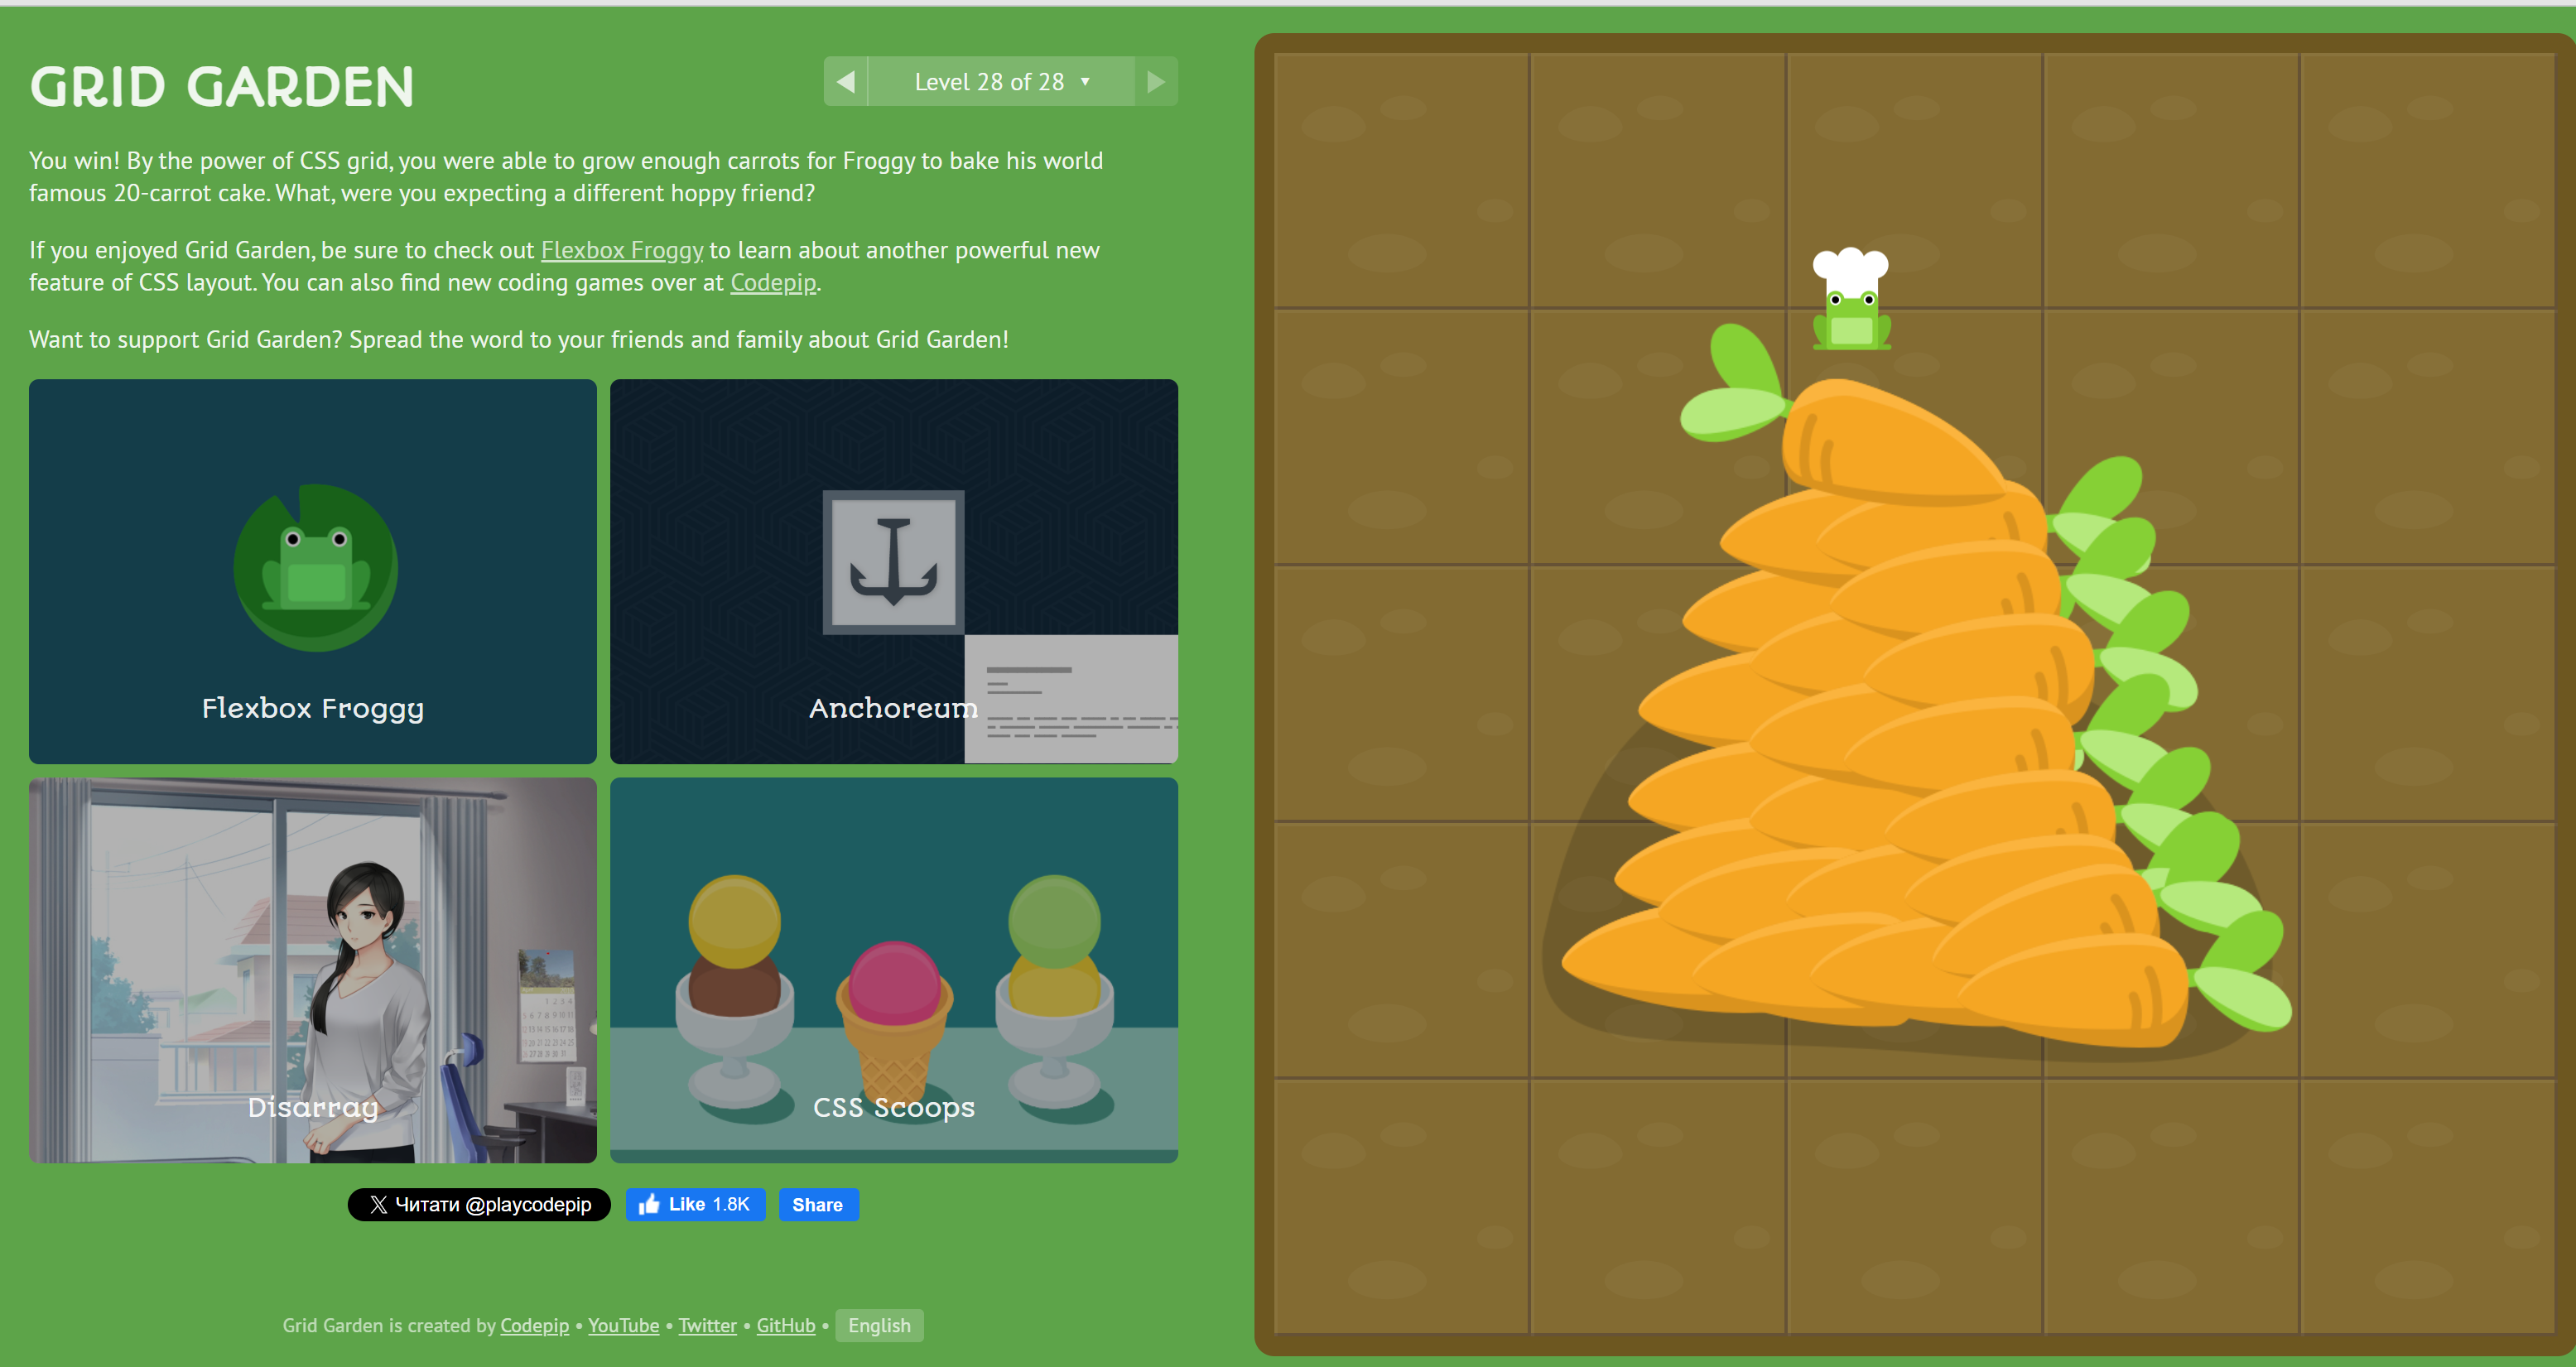 GRID GARDEN
Level 28 of 28
You win! By the power of CSS grid, you were able to grow enough carrots for Froggy to bake his world
famous 20-carrot cake. What, were you expecting a different hoppy friend?
If you enjoyed Grid Garden, be sure to check out Flexbox Froggy to learn about another powerful new
feature of CSS layout. You can also find new coding games over at Codepip.
Want to support Grid Garden? Spread the word to your friends and family about Grid Garden!
Flexbox Froggy
Anchoreum
Disarray
CSS Scoops
Читати @playcodepip
Like 1.8K
Share
Grid Garden is created by Codepip • YouTube • Twitter • GitHub • English